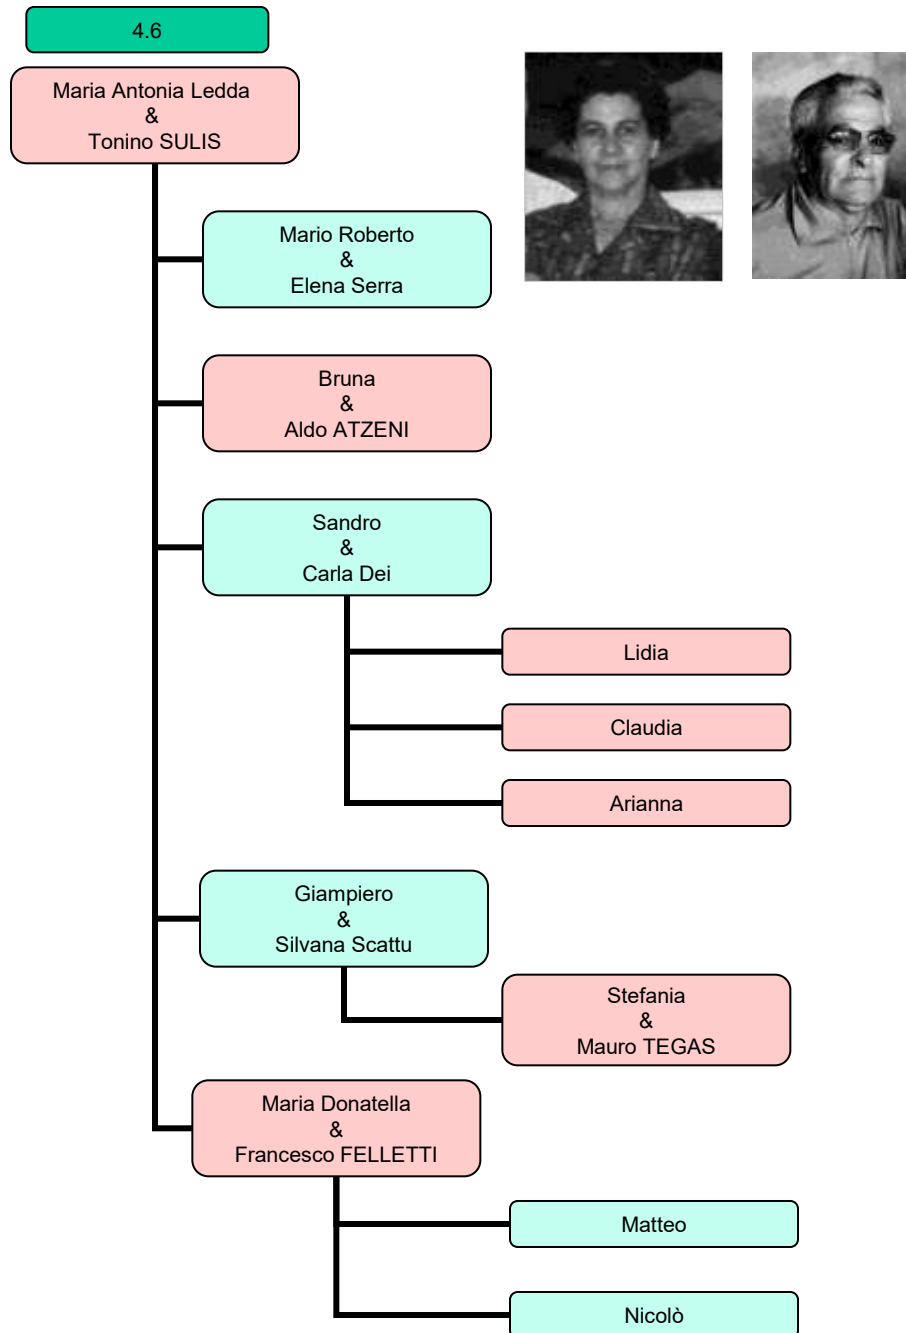 4.6
Maria Antonia Ledda
&
Tonino SULIS
Mario Roberto
&
Elena Serra
Bruna
&
Aldo ATZENI
Sandro
&
Carla Dei
Lidia
Claudia
Arianna
Giampiero
&
Silvana Scattu
Stefania
&
Mauro TEGAS
Maria Donatella
&
Francesco FELLETTI
Matteo
Nicolò